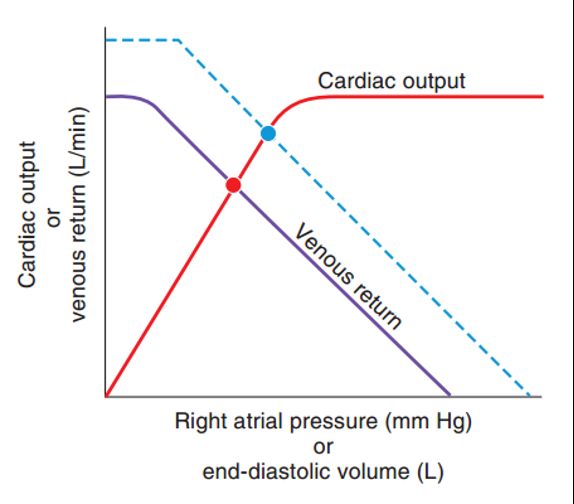 Cardiac output
Cardiac output
or
venous return (L/min)
Venous return
Right atrial pressure (mm Hg)
or
end-diastolic volume (L)